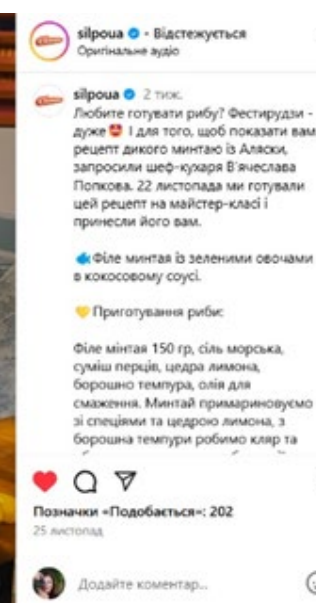 silpoua • Відстежується
Оригінальне аудіо
silpoua 2 тиж.
Любите готувати рибу? Фестирудзи -
дуже😍 І для того, щоб показати вам
рецепт дикого минтаю із Аляски,
запросили шеф-кухаря В'ячеслава
Попкова. 22 листопада ми готували
цей рецепт на майстер-класі і
принесли його вам.
🐟Філе минтая із зеленими овочами
в кокосовому соусі.
💛Приготування риби:
Філе мінтая 150 гр, сіль морська,
суміш перців, цедра лимона,
борошно темпура, олія для
смаження. Минтай примариновуємо
зі спеціями та цедрою лимона, з
борошна темпури робимо кляр та
Позначки «Подобається»: 202
25 листопад
Додайте коментар...